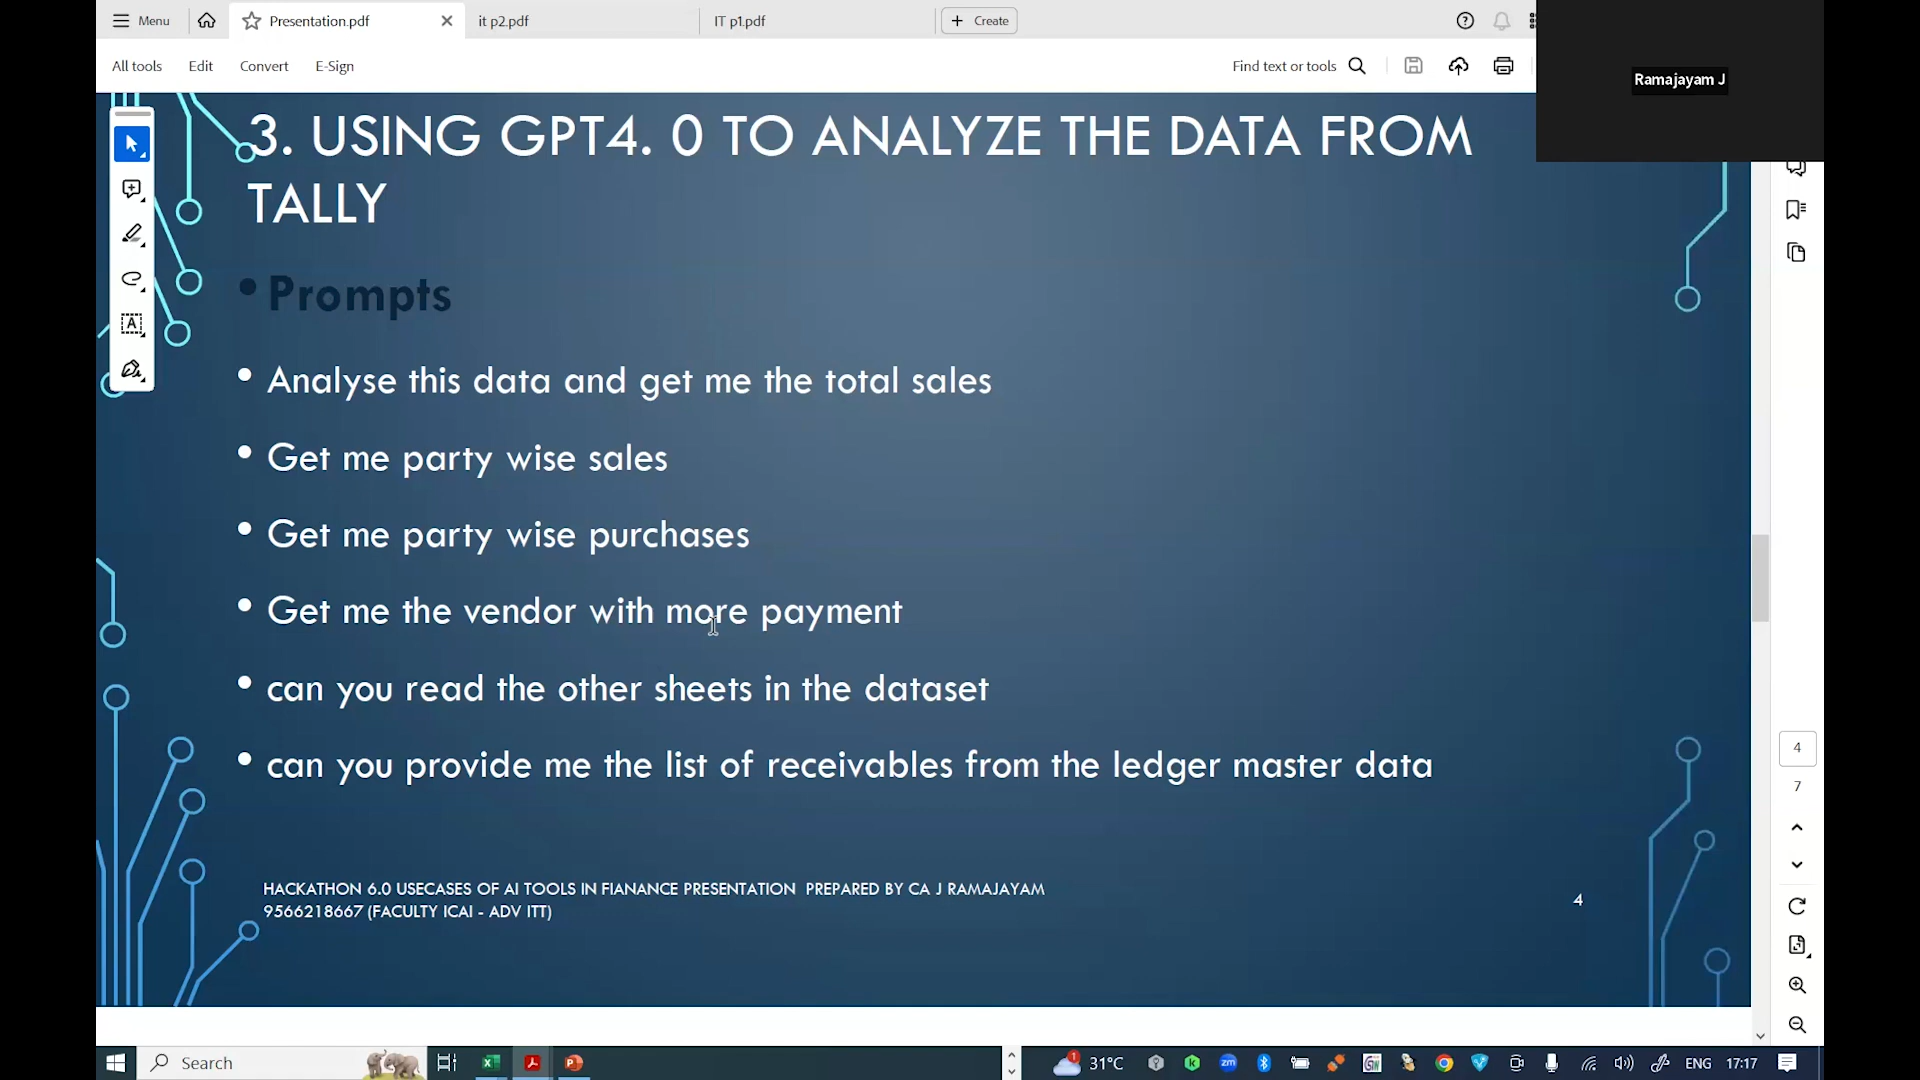 Menu
Presentation.pdf
it p2.pdf
IT p1.pdf
Create
All tools
Edit
Convert
E-Sign
Find text or tools
Ramajayam J
3. USING GPT4. 0 TO ANALYZE THE DATA FROM
TALLY
• Prompts
• Analyse this data and get me the total sales
• Get me party wise sales
• Get me party wise purchases
• Get me the vendor with more payment
• can you read the other sheets in the dataset
• can you provide me the list of receivables from the ledger master data
HACKATHON 6.0 USECASES OF AI TOOLS IN FIANANCE PRESENTATION PREPARED BY CA J RAMAJAYAM
9566218667 (FACULTY ICAI - ADV ITT)
4
4
7
Search
1
31°C
zm
ENG
17:17